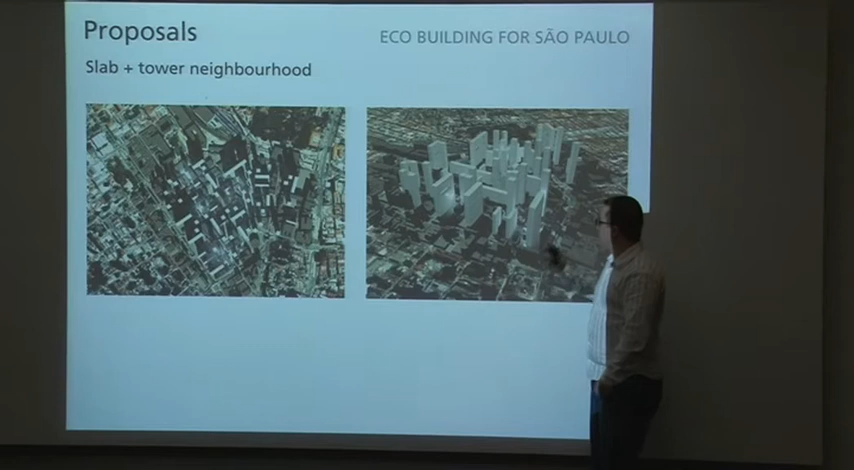 Proposals
ECO BUILDING FOR SÃO PAULO
Slab + tower neighbourhood